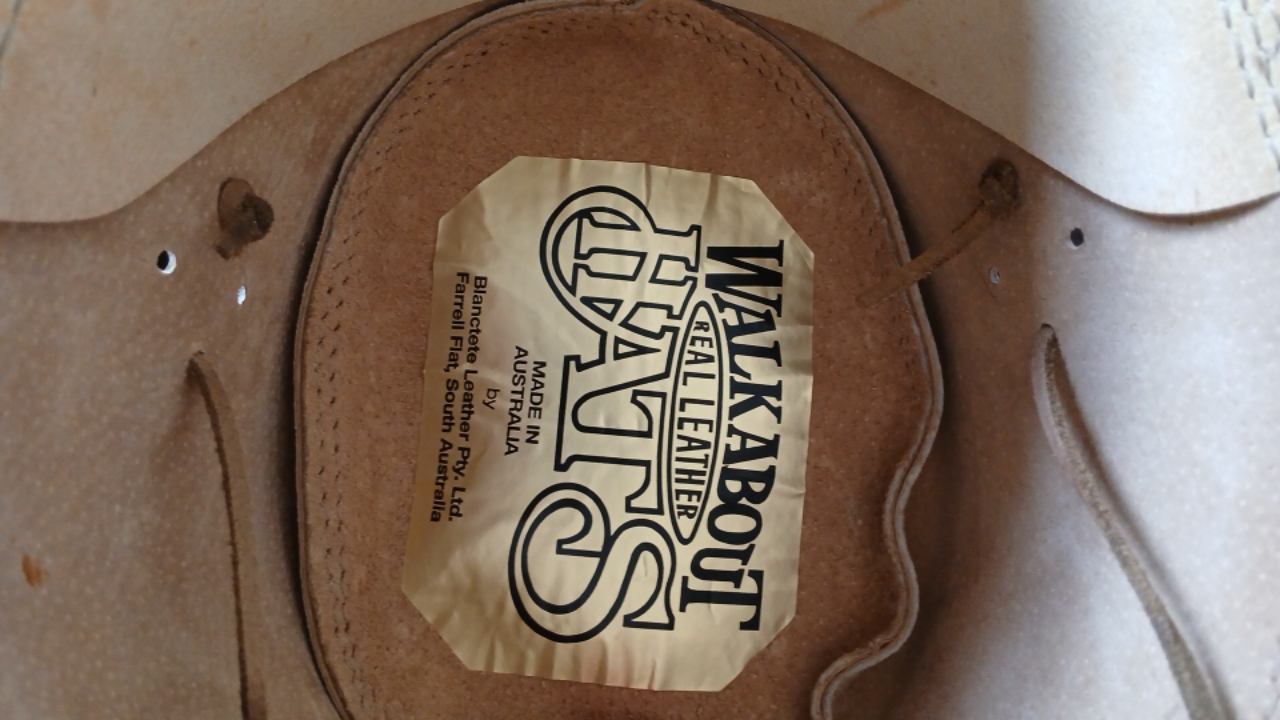 WALKABOUT
REAL LEATHER
HATS
MADE IN
AUSTRALIA
by
Blanctete Leather Pty. Ltd.
Farrell Flat, South Australia